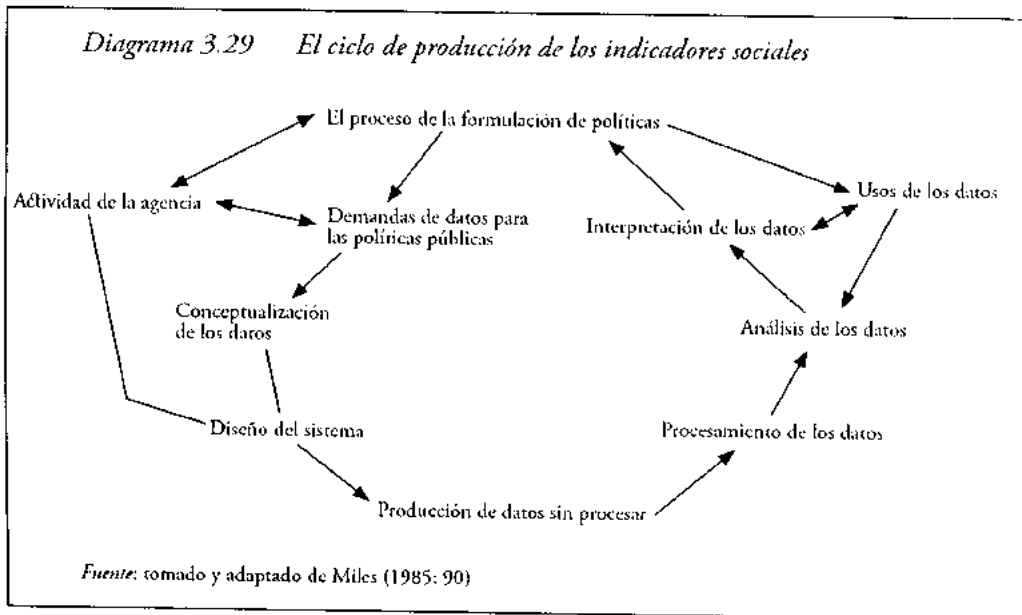 Diagrama 3.29 El ciclo de producción de los indicadores sociales
El proceso de la formulación de políticas
Actividad de la agencia
Usos de los datos
Demandas de datos para
las políticas públicas
Interpretación de los datos
Conceptualización
de los datos
Análisis de los datos
Diseño del sistema
Procesamiento de los datos
Producción de datos sin procesar
Fuente: tomado y adaptado de Miles (1985: 90)